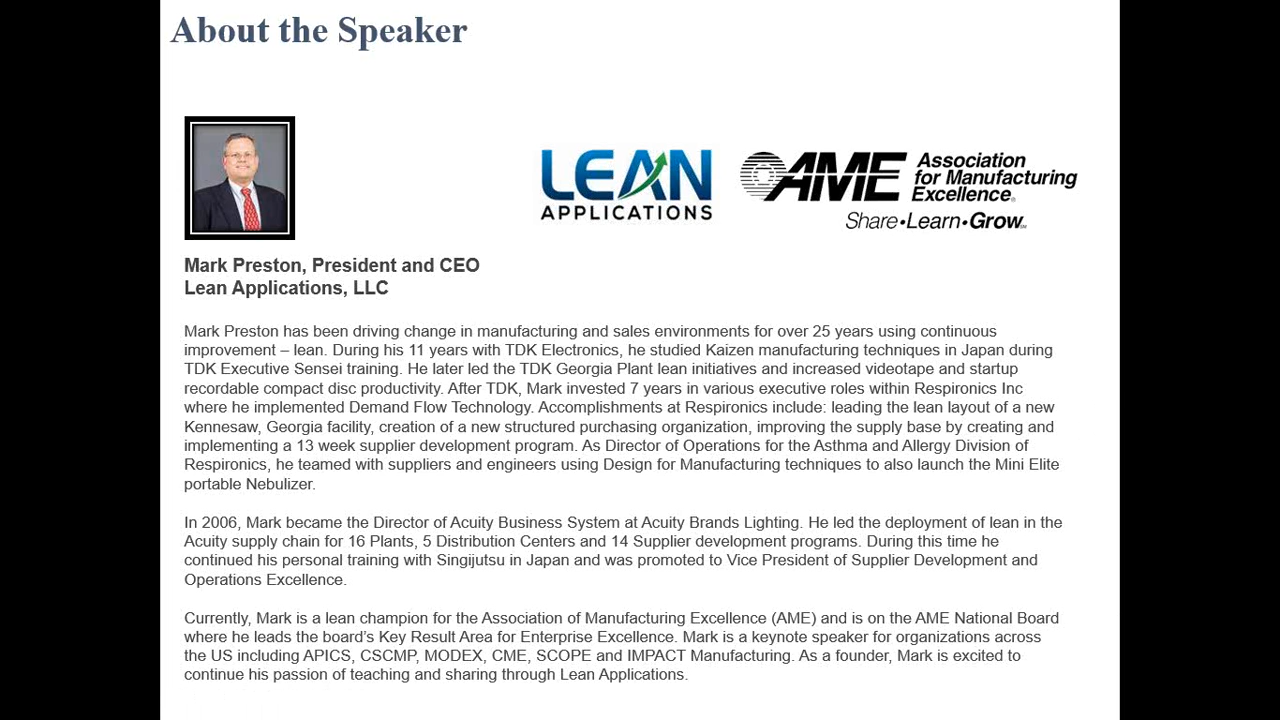 About the Speaker
LEAN
APPLICATIONS
AME Association
for Manufacturing
Excellence®
Share•Learn•Grow℠
Mark Preston, President and CEO
Lean Applications, LLC
Mark Preston has been driving change in manufacturing and sales environments for over 25 years using continuous
improvement – lean. During his 11 years with TDK Electronics, he studied Kaizen manufacturing techniques in Japan during
TDK Executive Sensei training. He later led the TDK Georgia Plant lean initiatives and increased videotape and startup
recordable compact disc productivity. After TDK, Mark invested 7 years in various executive roles within Respironics Inc
where he implemented Demand Flow Technology. Accomplishments at Respironics include: leading the lean layout of a new
Kennesaw, Georgia facility, creation of a new structured purchasing organization, improving the supply base by creating and
implementing a 13 week supplier development program. As Director of Operations for the Asthma and Allergy Division of
Respironics, he teamed with suppliers and engineers using Design for Manufacturing techniques to also launch the Mini Elite
portable Nebulizer.
In 2006, Mark became the Director of Acuity Business System at Acuity Brands Lighting. He led the deployment of lean in the
Acuity supply chain for 16 Plants, 5 Distribution Centers and 14 Supplier development programs. During this time he
continued his personal training with Singijutsu in Japan and was promoted to Vice President of Supplier Development and
Operations Excellence.
Currently, Mark is a lean champion for the Association of Manufacturing Excellence (AME) and is on the AME National Board
where he leads the board’s Key Result Area for Enterprise Excellence. Mark is a keynote speaker for organizations across
the US including APICS, CSCMP, MODEX, CME, SCOPE and IMPACT Manufacturing. As a founder, Mark is excited to
continue his passion of teaching and sharing through Lean Applications.